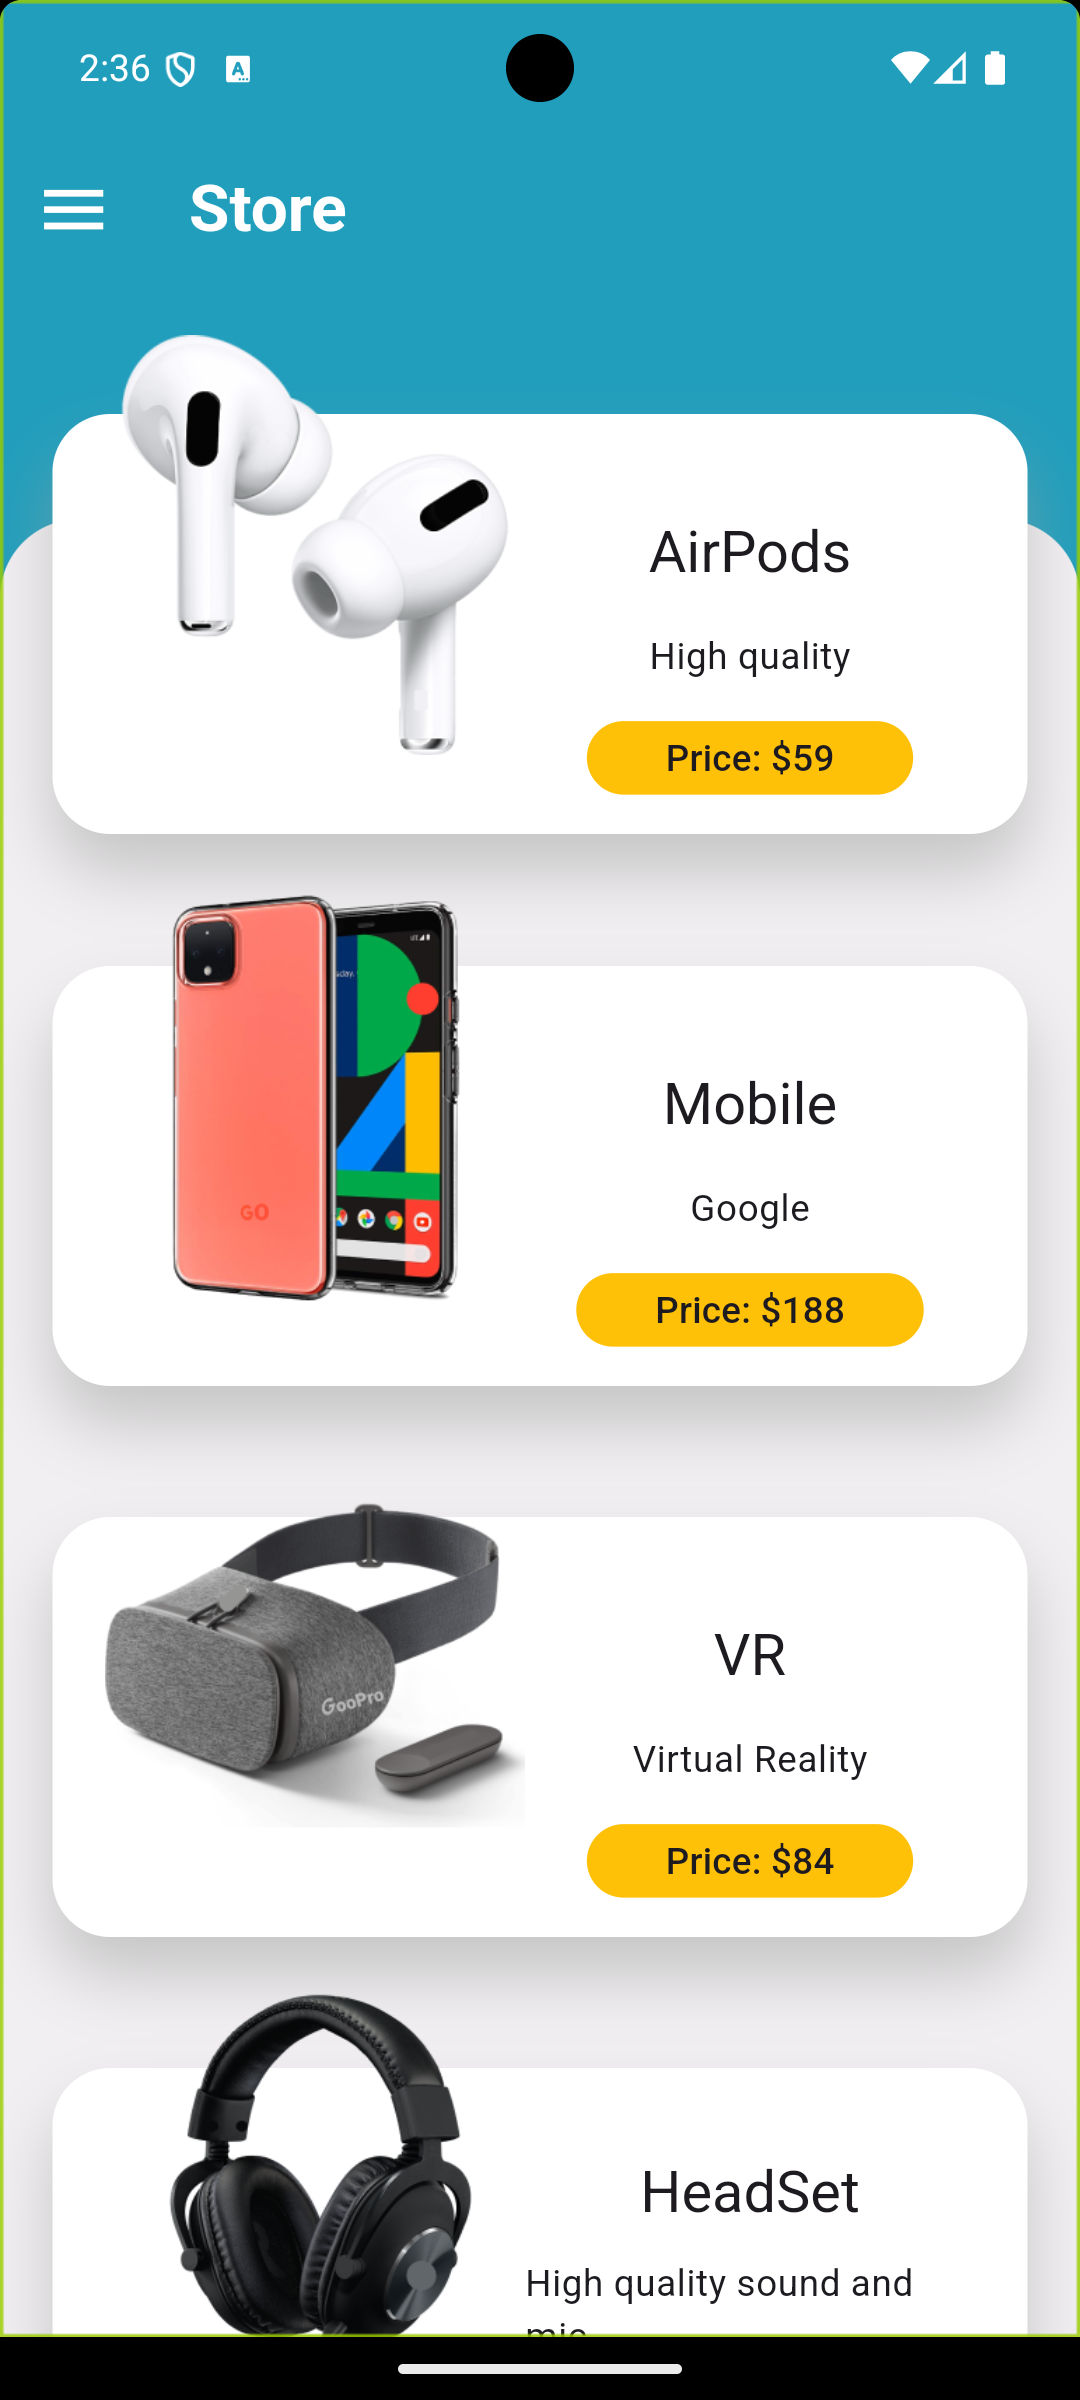 2:36
Store
AirPods
High quality
Price: $59
GO
Mobile
Google
Price: $188
VR
GooPro
Virtual Reality
Price: $84
HeadSet
High quality sound and
mic